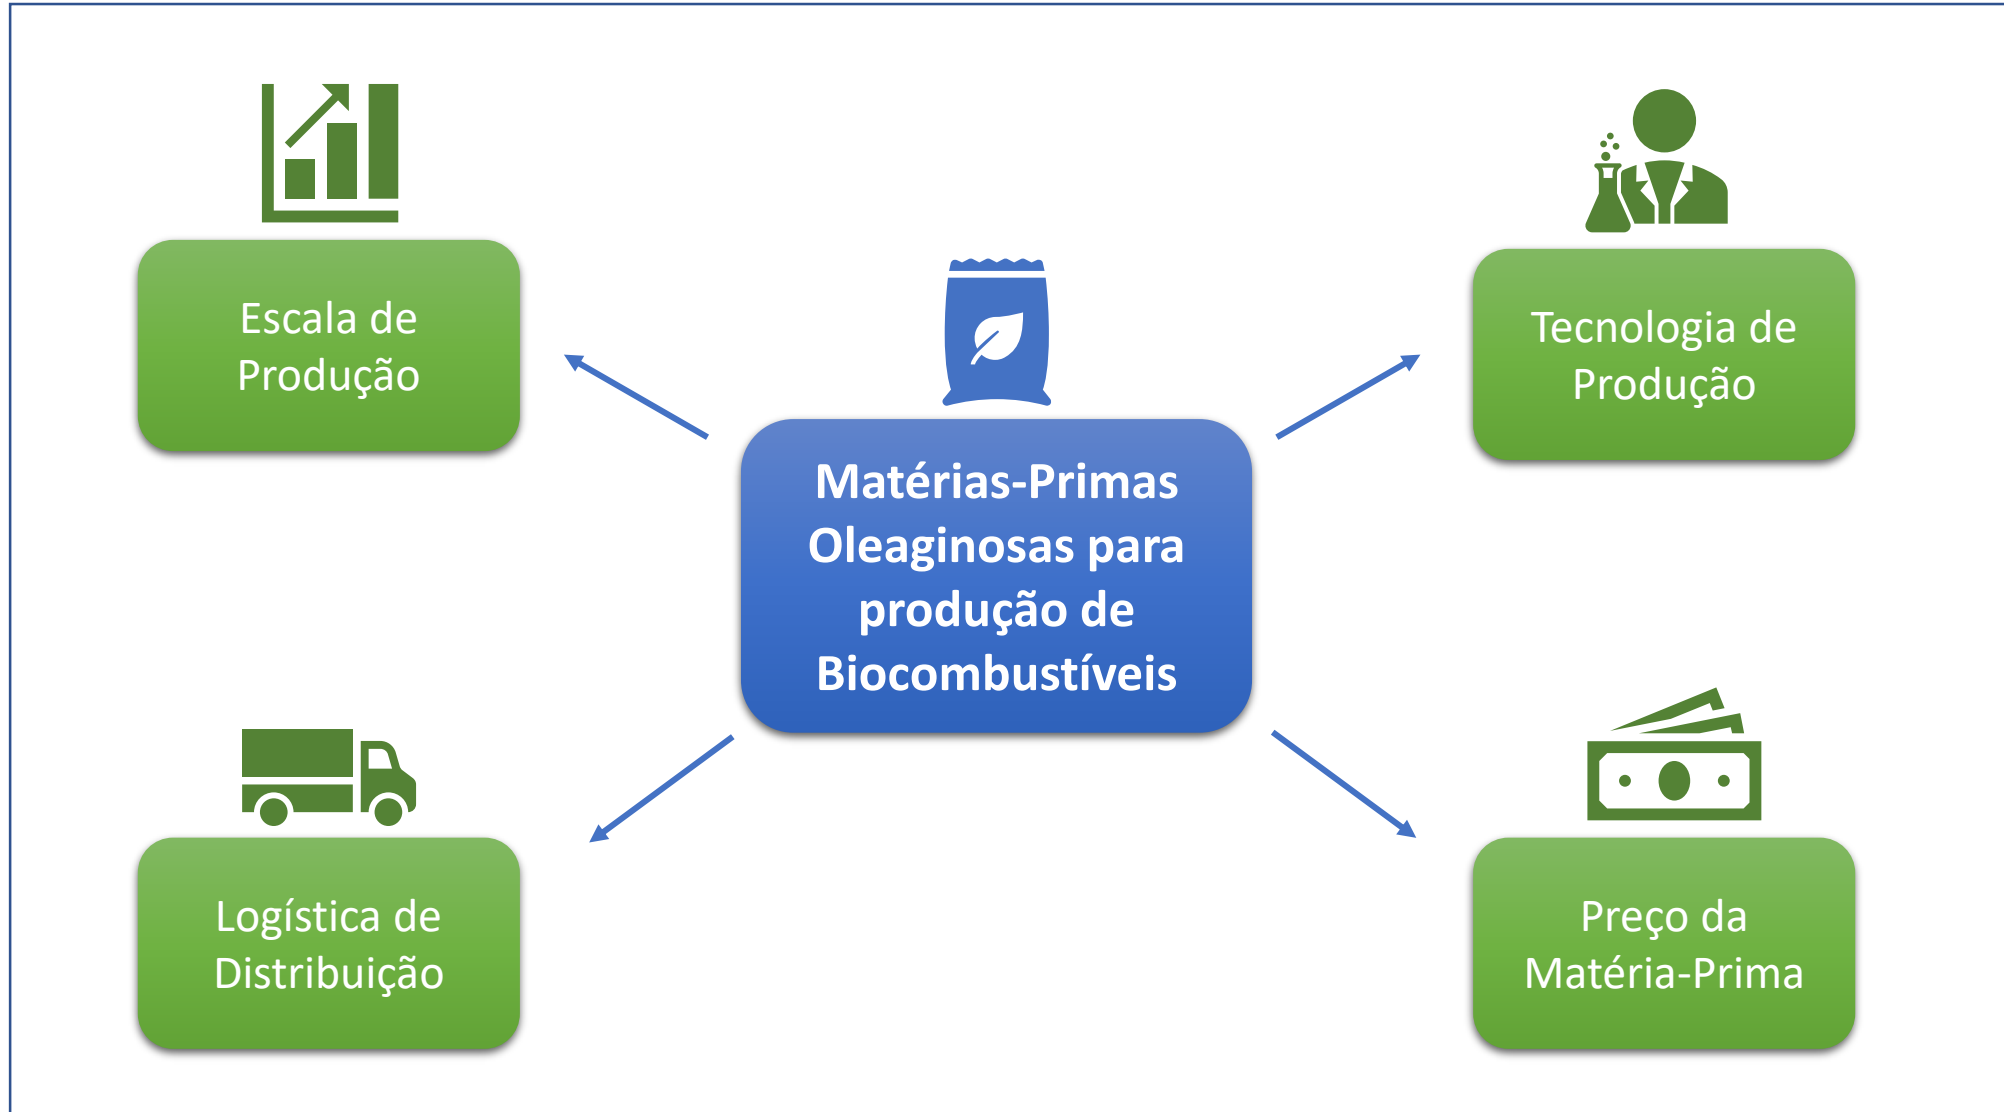 Escala de
Produção
Tecnologia de
Produção
Matérias-Primas
Oleaginosas para
produção de
Biocombustíveis
Logística de
Distribuição
Preço da
Matéria-Prima